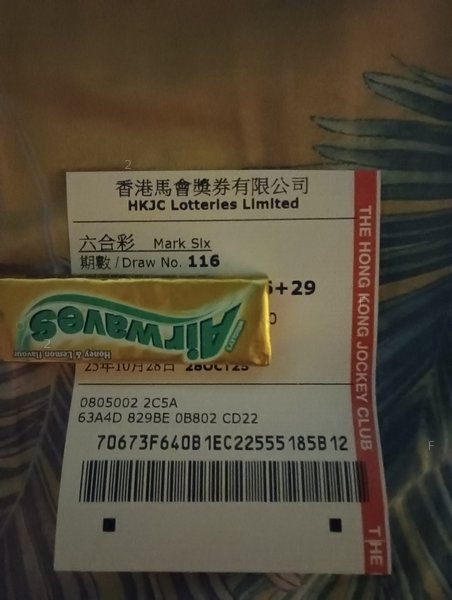 香港馬會獎券有限公司
HKJC Lotteries Limited
六合彩 Mark Six
期數 / Draw No. 116
+29
Airwaves
Honey & Lemon flavour
25年10月28日 28OCT25
0805002 2C5A
63A4D 829BE 0B802 CD22
70673F640B1EC22555185B12
THE HONG KONG JOCKEY CLUB
THE